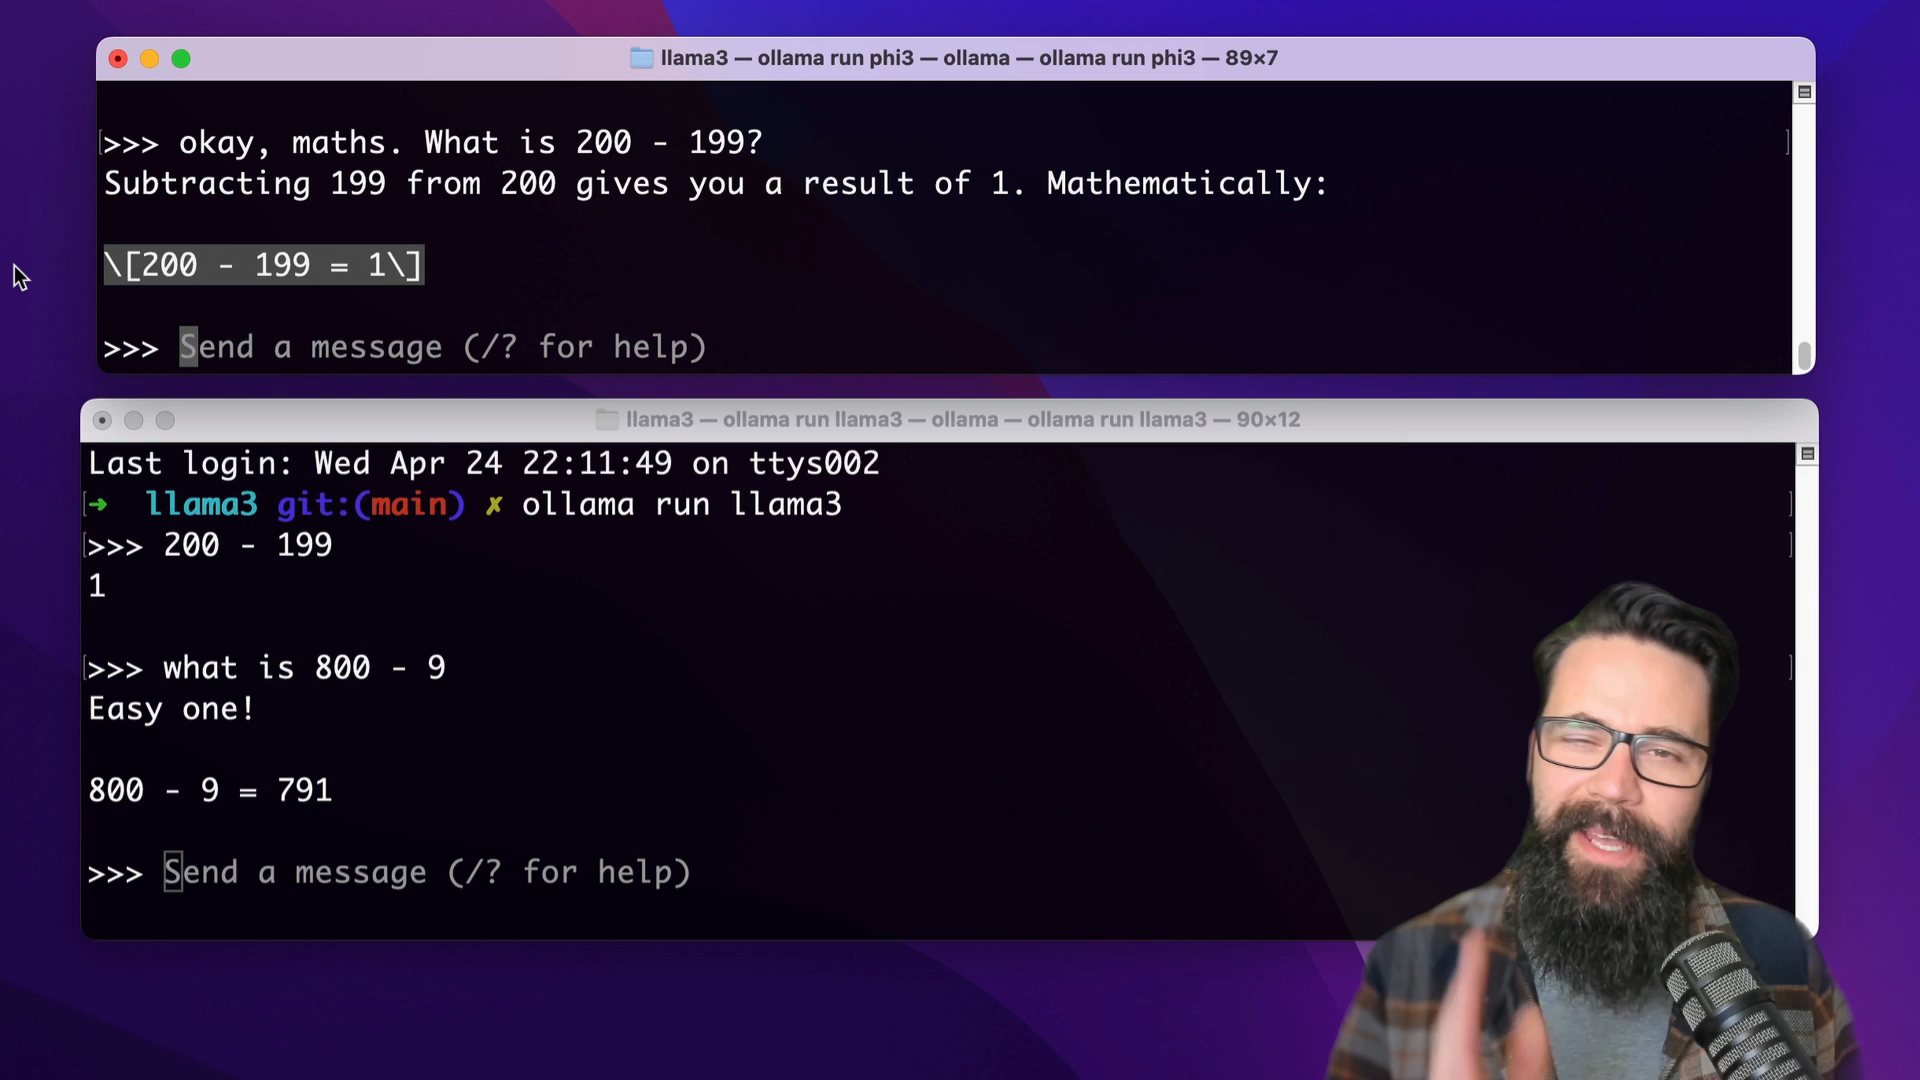 llama3 — ollama run phi3 — ollama — ollama run phi3 — 89×7
>>> okay, maths. What is 200 - 199?
Subtracting 199 from 200 gives you a result of 1. Mathematically:
\[200 - 199 = 1\]
>>> Send a message (/? for help)
llama3 — ollama run llama3 — ollama — ollama run llama3 — 90×12
Last login: Wed Apr 24 22:11:49 on ttys002
➜ llama3 git:(main) ✗ ollama run llama3
>>> 200 - 199
1
>>> what is 800 - 9
Easy one!
800 - 9 = 791
>>> Send a message (/? for help)